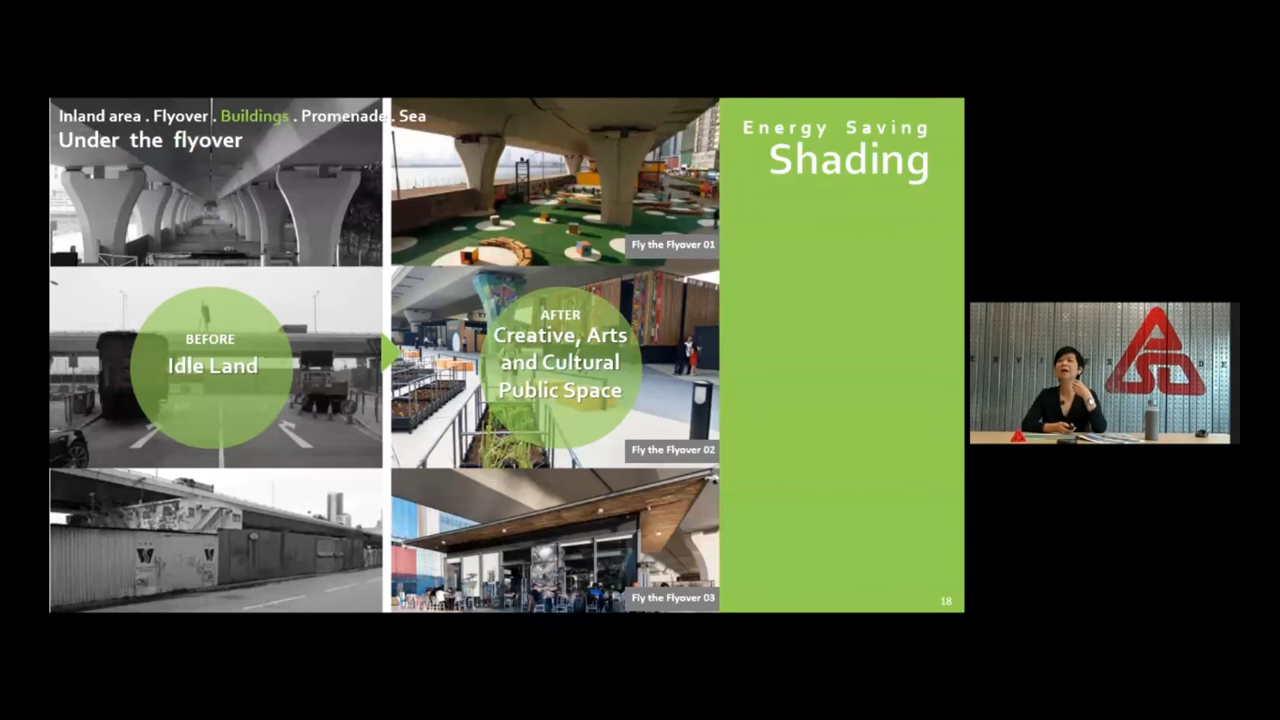 Inland area . Flyover . Buildings . Promenade . Sea
Under the flyover
BEFORE
Idle Land
AFTER
Creative, Arts
and Cultural
Public Space
Fly the Flyover 01
Fly the Flyover 02
Fly the Flyover 03
Energy Saving
Shading
18